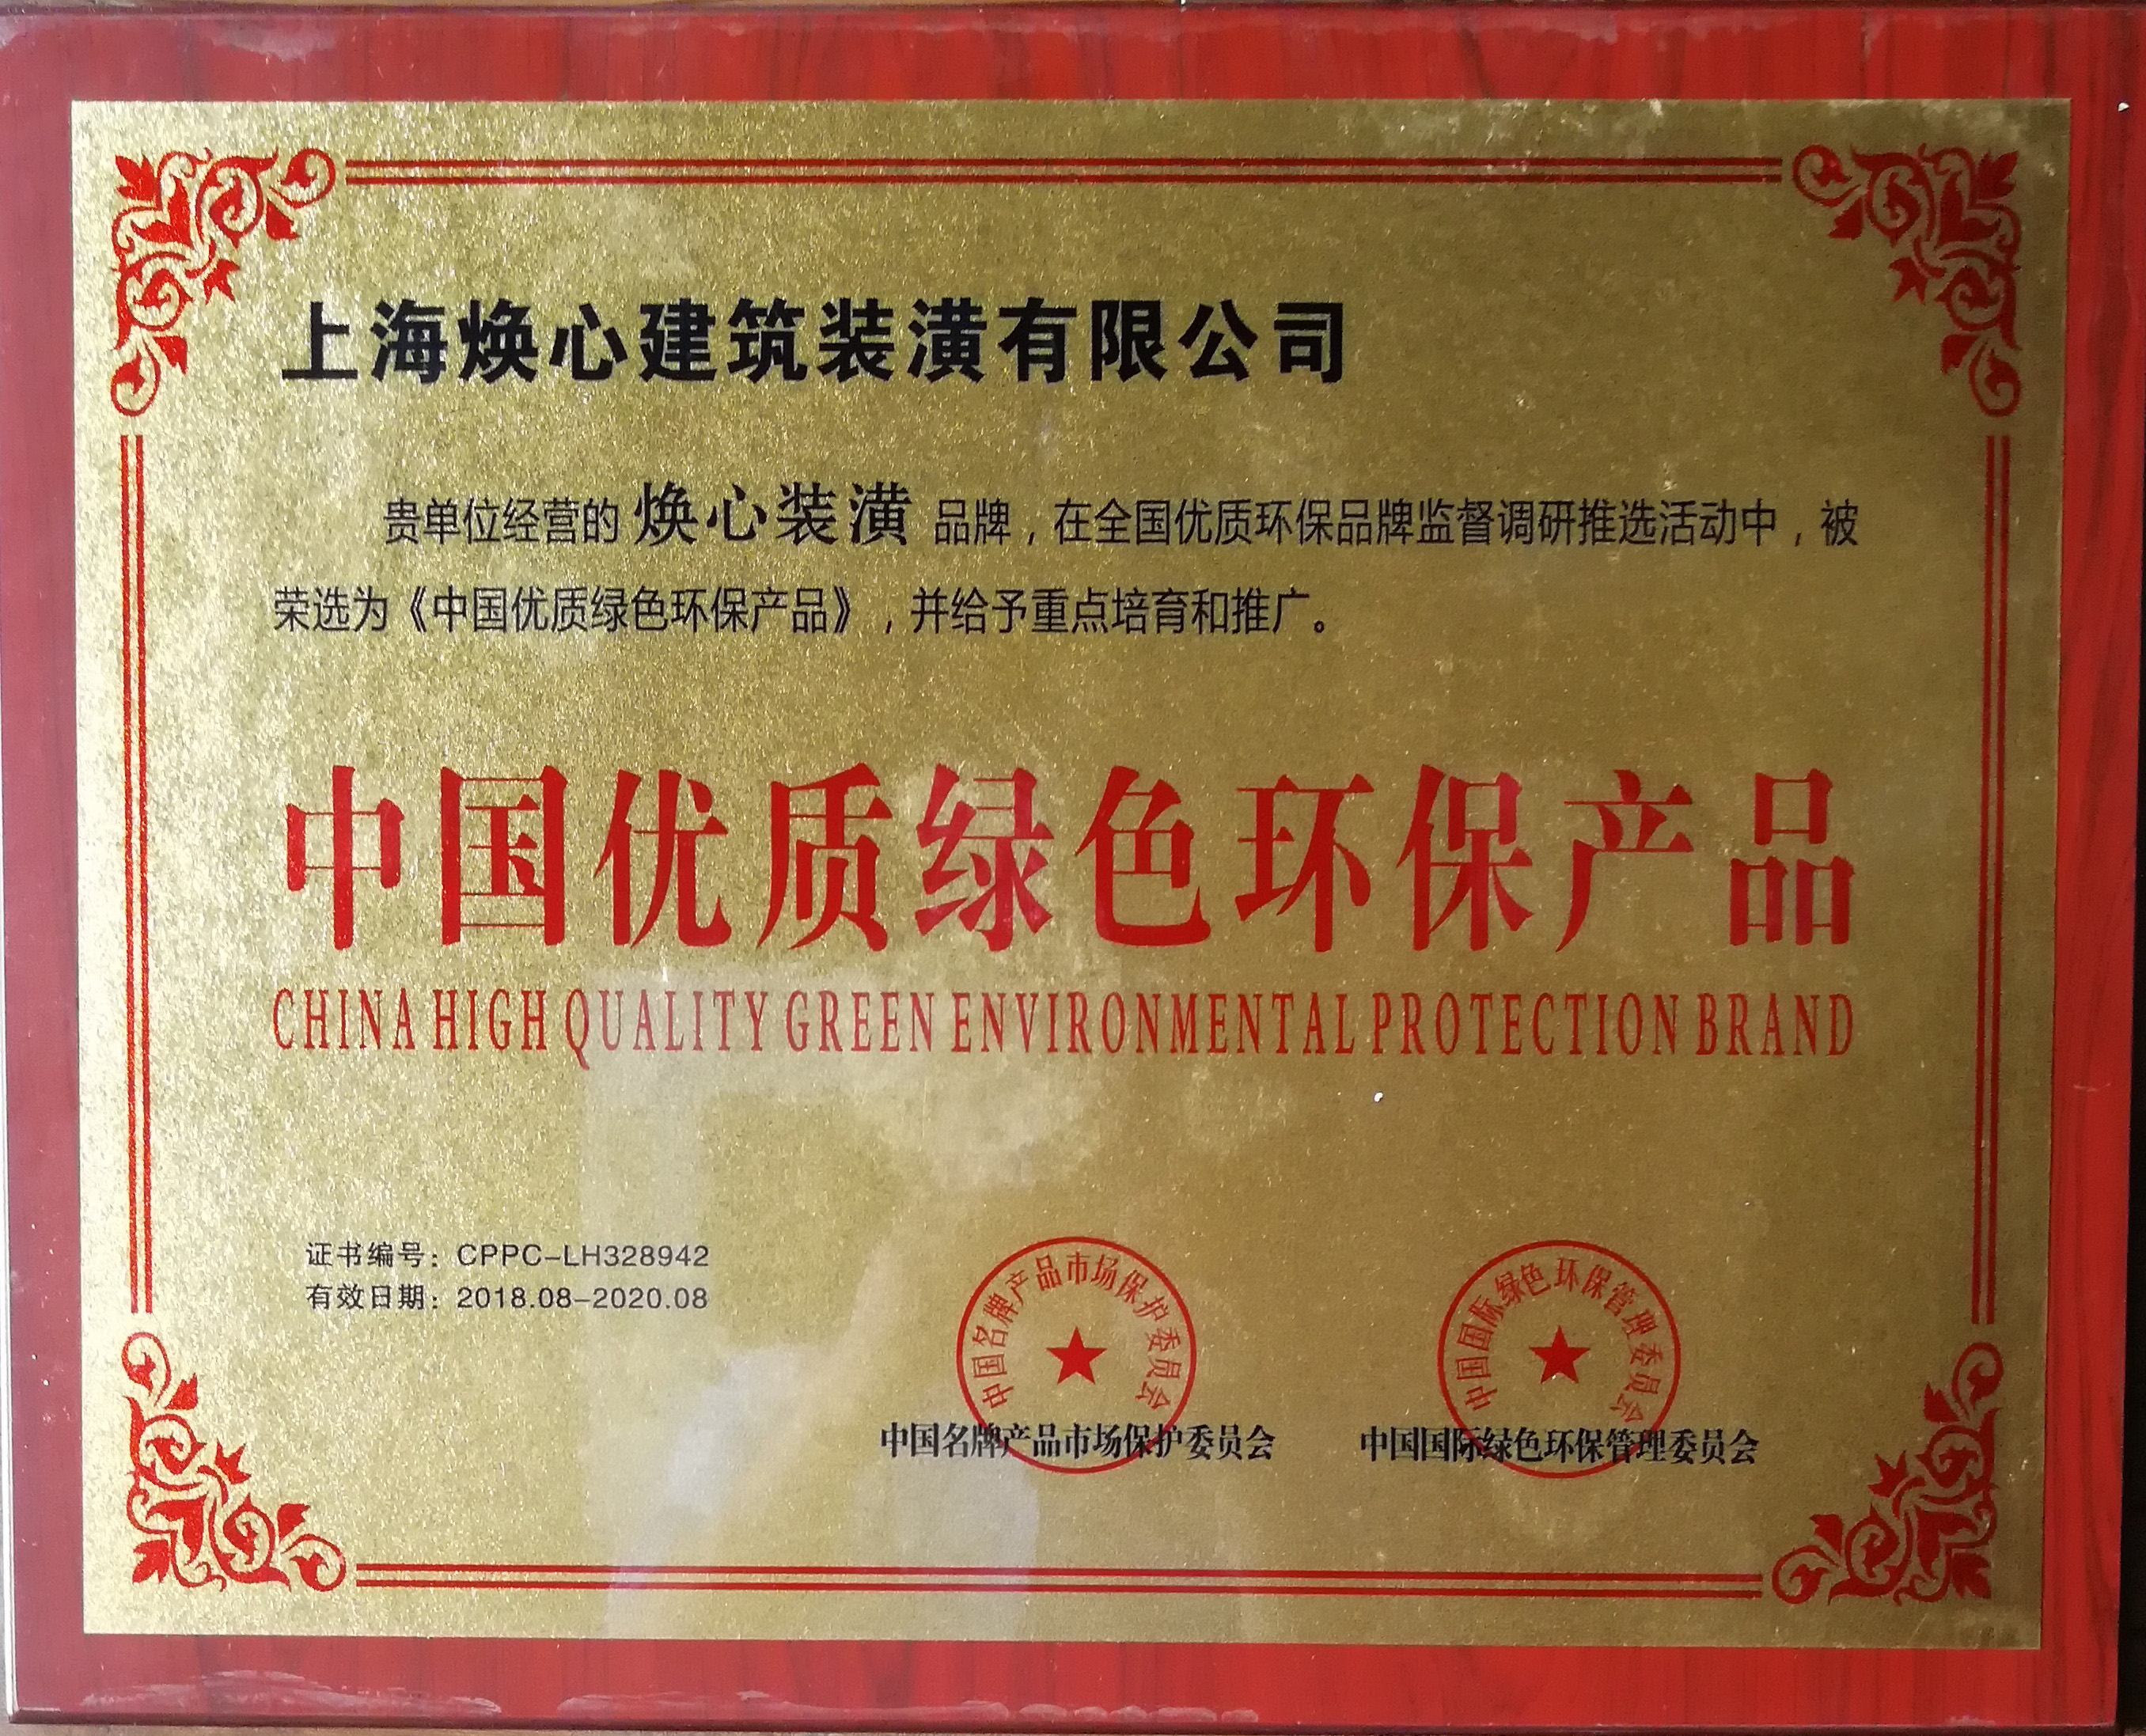 上海焕心建筑装潢有限公司
贵单位经营的 焕心装潢 品牌，在全国优质环保品牌监督调研推选活动中，被
荣选为《中国优质绿色环保产品》，并给予重点培育和推广。
中国优质绿色环保产品
CHINA HIGH QUALITY GREEN ENVIRONMENTAL PROTECTION BRAND
证书编号：CPPC-LH328942
有效日期：2018.08-2020.08
中国名牌产品市场保护委员会
中国名牌产品市场保护委员会
中国国际绿色环保管理委员会
中国国际绿色环保管理委员会